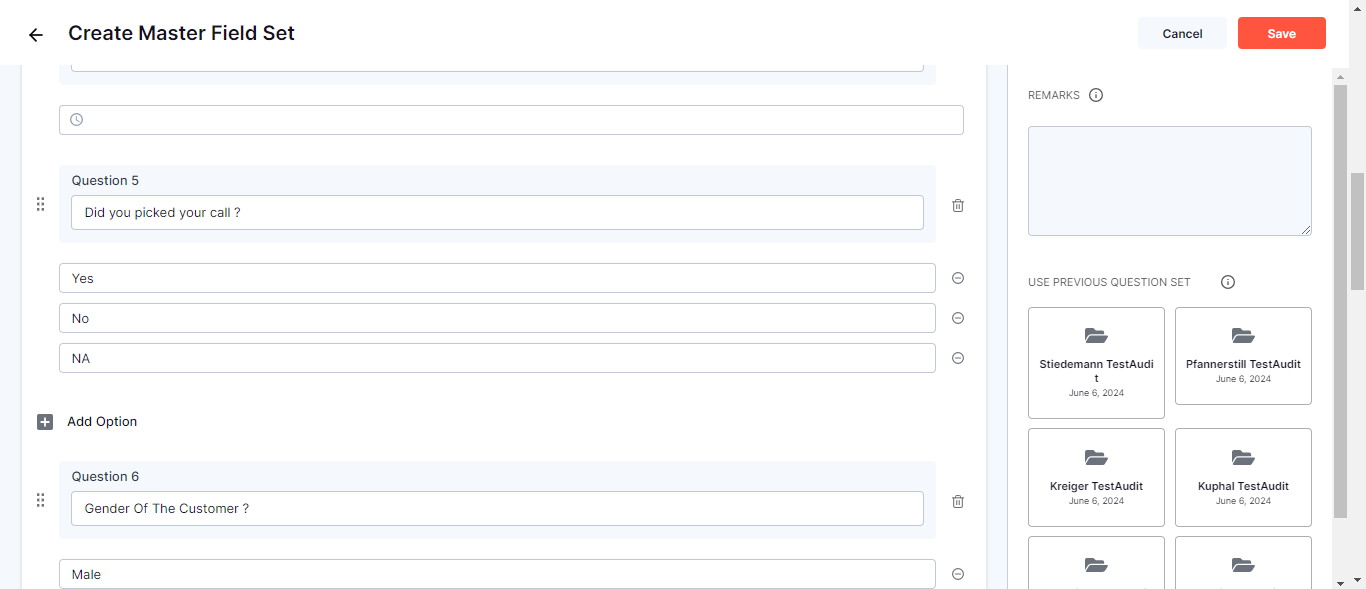 Create Master Field Set
Cancel
Save
Question 5
Did you picked your call ?
Yes
No
NA
Add Option
Question 6
Gender Of The Customer ?
Male
REMARKS
USE PREVIOUS QUESTION SET
Stiedemann TestAudi
t
June 6, 2024
Pfannerstill TestAudit
June 6, 2024
Kreiger TestAudit
June 6, 2024
Kuphal TestAudit
June 6, 2024